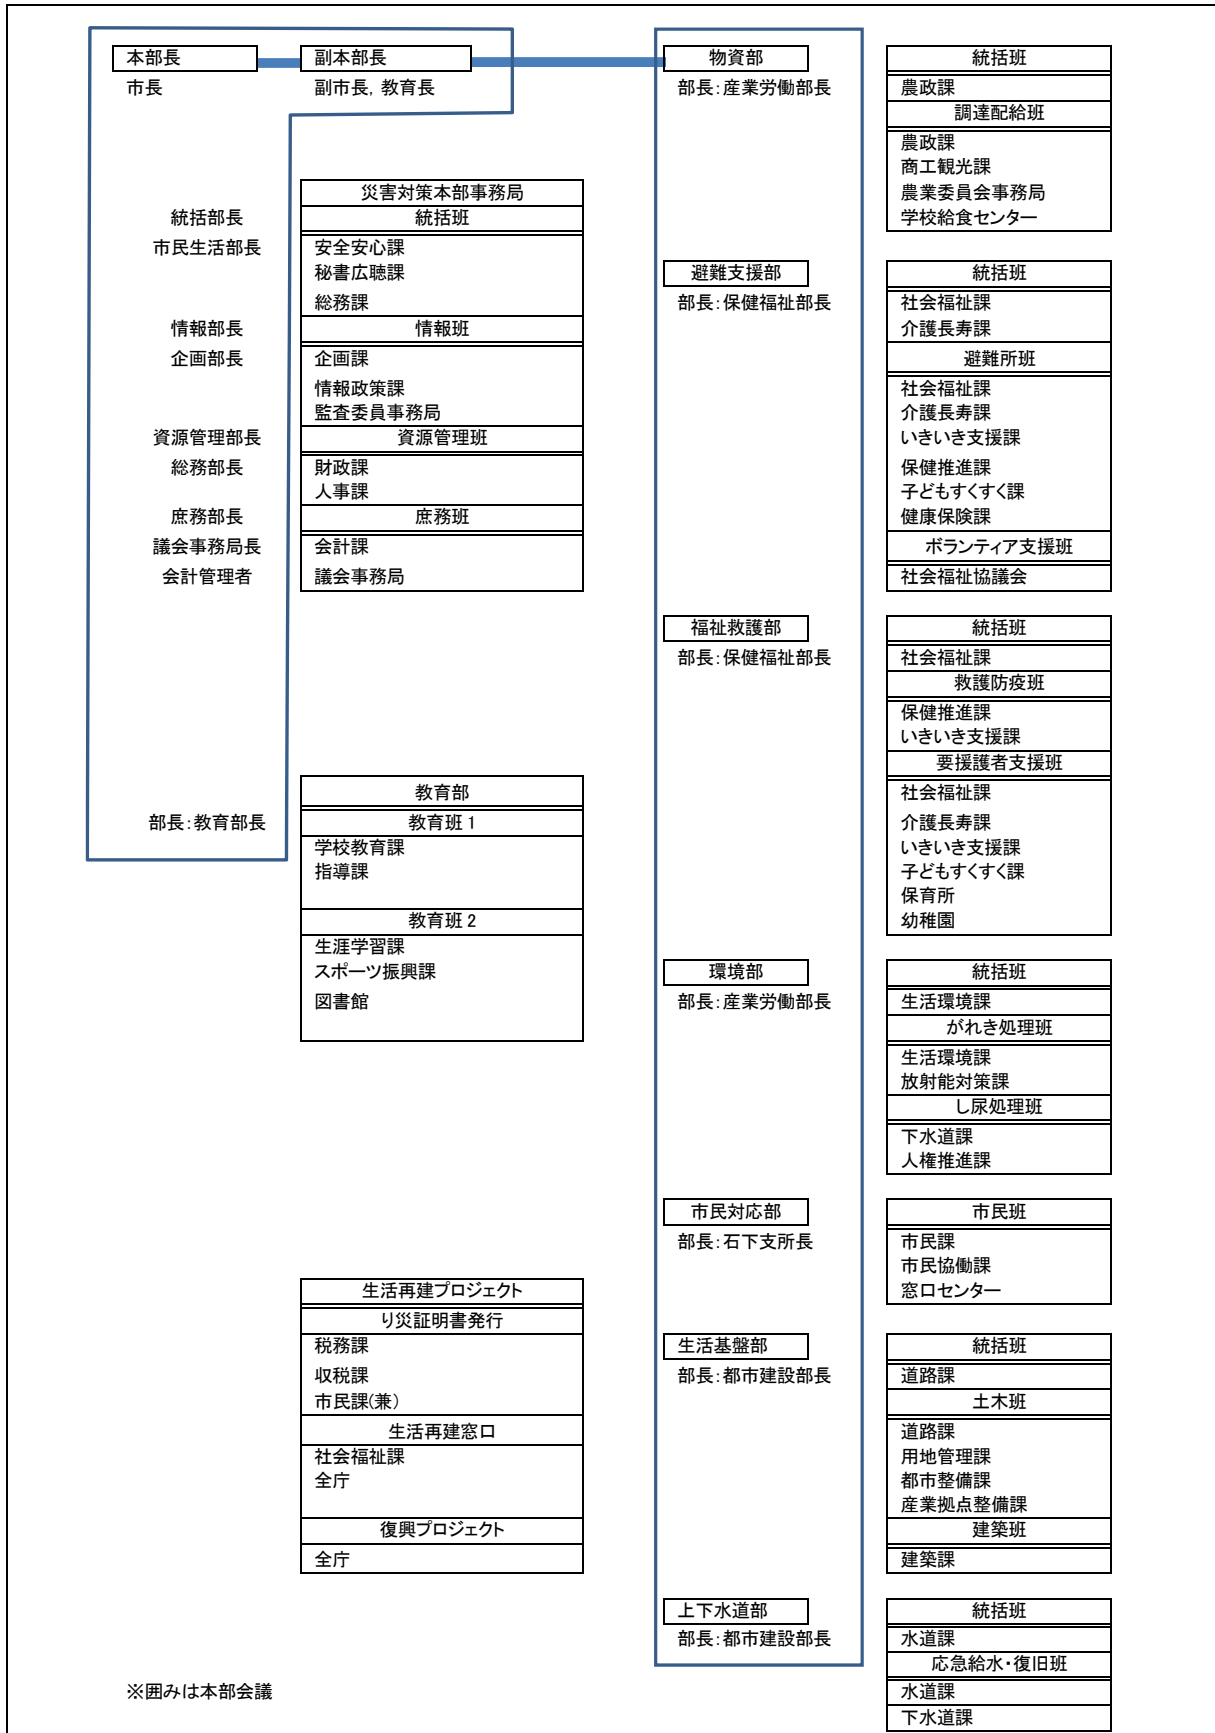 本部長
市長
副本部長
副市長，教育長
災害対策本部事務局
統括部長
統括班
市民生活部長
安全安心課
秘書広聴課
総務課
情報部長
情報班
企画部長
企画課
情報政策課
監査委員事務局
資源管理部長
資源管理班
総務部長
財政課
人事課
庶務部長
庶務班
議会事務局長
会計課
会計管理者
議会事務局
教育部
部長：教育部長
教育班１
学校教育課
指導課
教育班２
生涯学習課
スポーツ振興課
図書館
生活再建プロジェクト
り災証明書発行
税務課
収税課
市民課(兼）
生活再建窓口
社会福祉課
全庁
復興プロジェクト
全庁
※囲みは本部会議
物資部
部長：産業労働部長
統括班
農政課
調達配給班
農政課
商工観光課
農業委員会事務局
学校給食センター
避難支援部
部長：保健福祉部長
統括班
社会福祉課
介護長寿課
避難所班
社会福祉課
介護長寿課
いきいき支援課
保健推進課
子どもすくすく課
健康保険課
ボランティア支援班
社会福祉協議会
福祉救護部
部長：保健福祉部長
統括班
社会福祉課
救護防疫班
保健推進課
いきいき支援課
要援護者支援班
社会福祉課
介護長寿課
いきいき支援課
子どもすくすく課
保育所
幼稚園
環境部
部長：産業労働部長
統括班
生活環境課
がれき処理班
生活環境課
放射能対策課
し尿処理班
下水道課
人権推進課
市民対応部
部長：石下支所長
市民班
市民課
市民協働課
窓口センター
生活基盤部
部長：都市建設部長
統括班
道路課
土木班
道路課
用地管理課
都市整備課
産業拠点整備課
建築班
建築課
上下水道部
部長：都市建設部長
統括班
水道課
応急給水・復旧班
水道課
下水道課